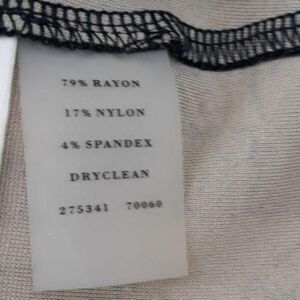 79% RAYON
17% NYLON
4% SPANDEX
DRYCLEAN
275341 70060